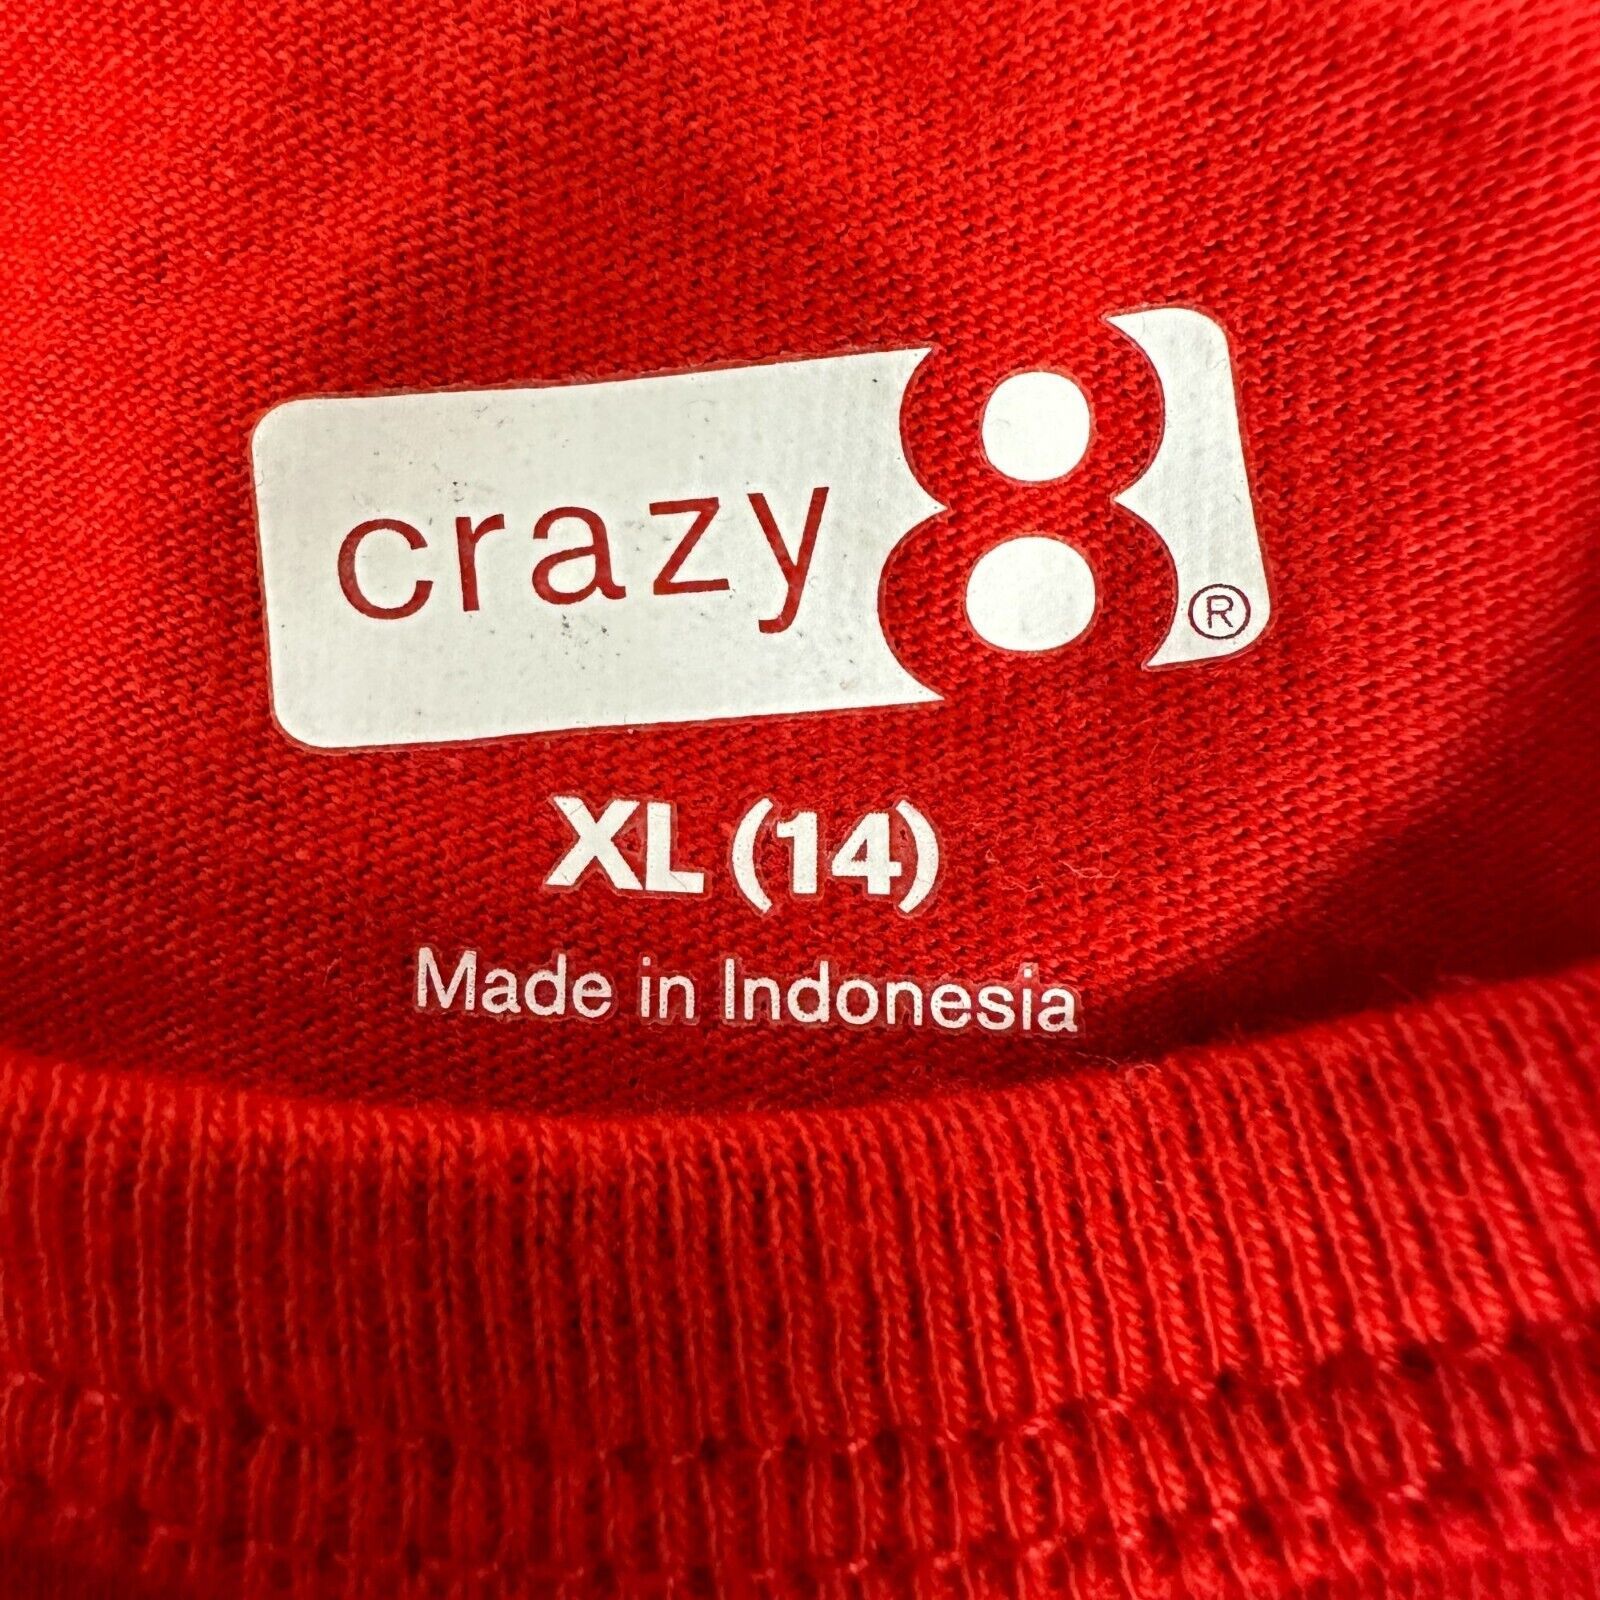 crazy 8 ®
XL (14)
Made in Indonesia